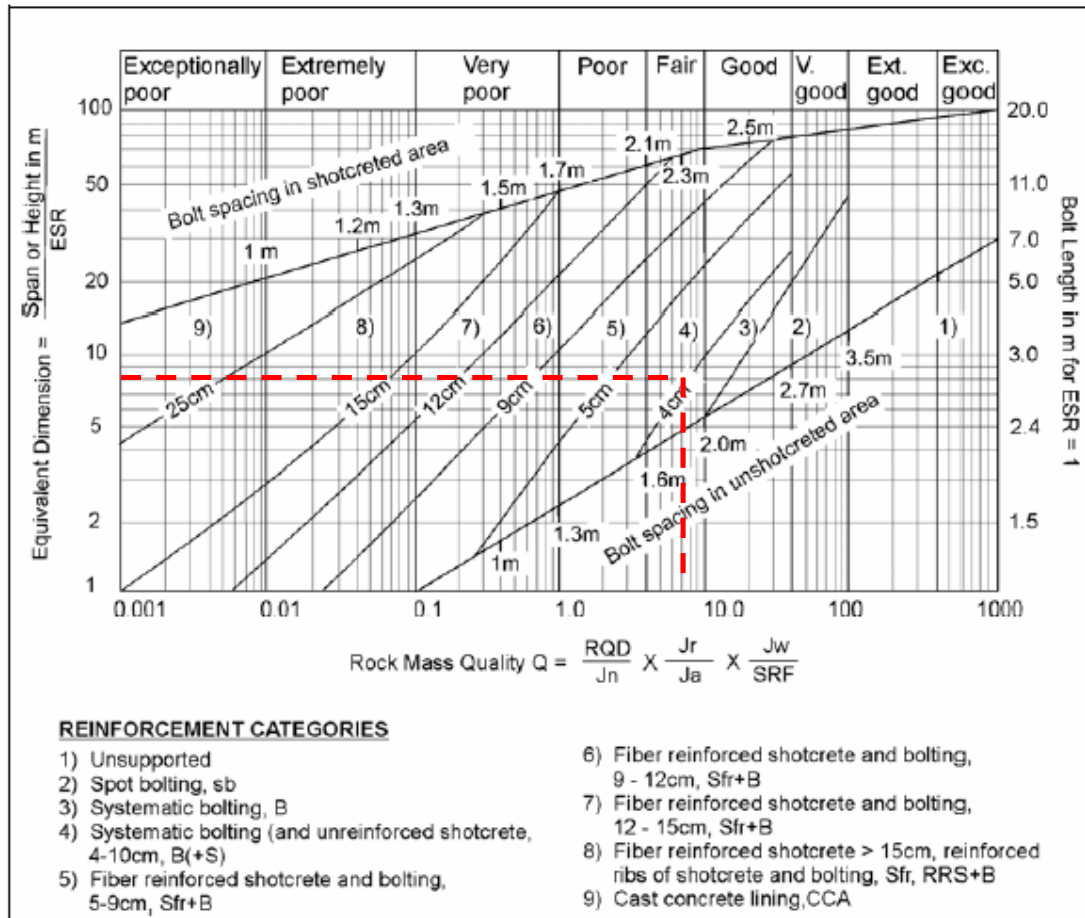 Exceptionally poor
Extremely poor
Very poor
Poor
Fair
Good
V. good
Ext. good
Exc. good
100
50
20
10
5
2
1
Equivalent Dimension = Span or Height in m / ESR
20.0
11.0
7.0
5.0
3.0
2.4
1.5
Bolt Length in m for ESR = 1
Bolt spacing in shotcreted area
1 m
1.2m
1.3m
1.5m
1.7m
2.1m
2.3m
2.5m
9)
8)
7)
6)
5)
4)
3)
2)
1)
25cm
15cm
12cm
9cm
5cm
4cm
3.5m
2.7m
2.0m
1.6m
1.3m
1m
Bolt spacing in unshotcreted area
0.001
0.01
0.1
1.0
10.0
100
1000
Rock Mass Quality Q = RQD/Jn X Jr/Ja X Jw/SRF
REINFORCEMENT CATEGORIES
1) Unsupported
2) Spot bolting, sb
3) Systematic bolting, B
4) Systematic bolting (and unreinforced shotcrete,
4-10cm, B(+S)
5) Fiber reinforced shotcrete and bolting,
5-9cm, Sfr+B
6) Fiber reinforced shotcrete and bolting,
9 - 12cm, Sfr+B
7) Fiber reinforced shotcrete and bolting,
12 - 15cm, Sfr+B
8) Fiber reinforced shotcrete > 15cm, reinforced
ribs of shotcrete and bolting, Sfr, RRS+B
9) Cast concrete lining,CCA